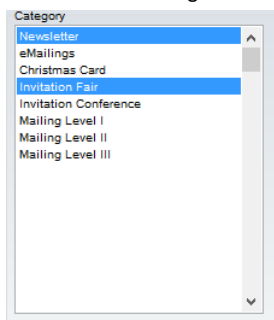 Category
Newsletter
eMailings
Christmas Card
Invitation Fair
Invitation Conference
Mailing Level I
Mailing Level II
Mailing Level III